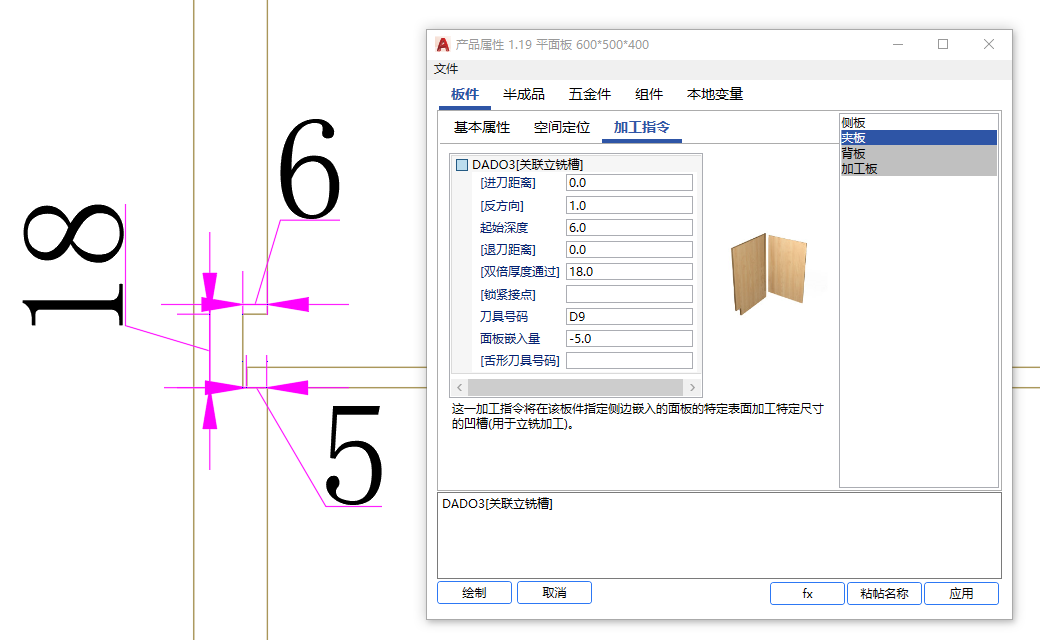 6
18
5
产品属性 1.19 平面板 600*500*400
文件
板件 半成品 五金件 组件 本地变量
基本属性 空间定位 加工指令
DADO3[关联立铣槽]
[进刀距离] 0.0
[反方向] 1.0
起始深度 6.0
[退刀距离] 0.0
[双倍厚度通过] 18.0
[锁紧接点]
刀具号码 D9
面板嵌入量 -5.0
[舌形刀具号码]
这一加工指令将在该板件指定侧边嵌入的面板的特定表面加工特定尺寸
的凹槽(用于立铣加工)。
侧板
夹板
背板
加工板
DADO3[关联立铣槽]
绘制 取消 fx 粘帖名称 应用